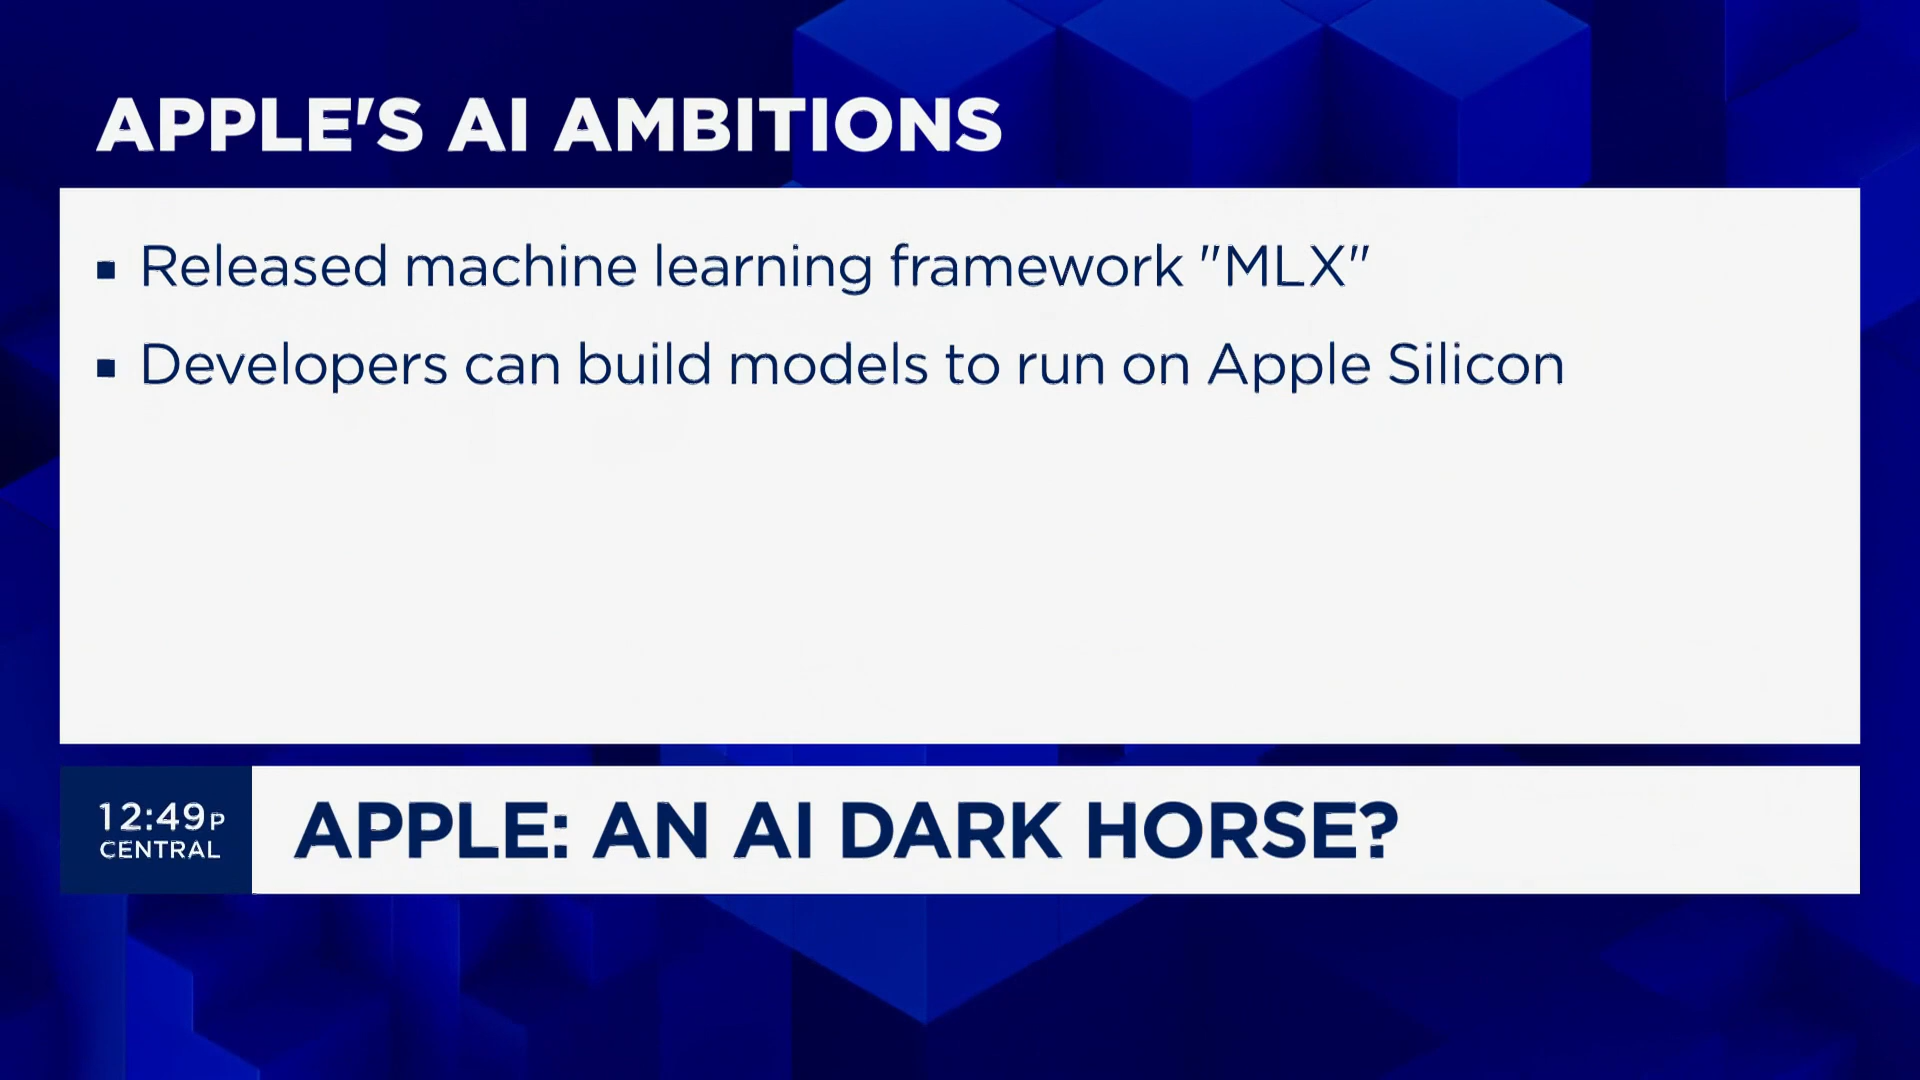 APPLE'S AI AMBITIONS
▪ Released machine learning framework "MLX"
▪ Developers can build models to run on Apple Silicon
12:49P
CENTRAL
APPLE: AN AI DARK HORSE?